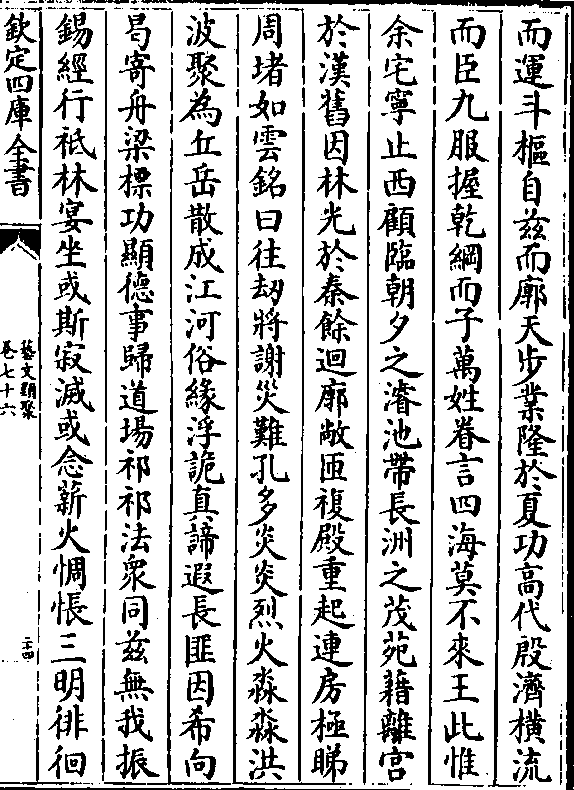 而運斗樞自兹而廓天步業隆於夏功髙代殷濟横流
而臣九服握乾綱而子萬姓眷言四海莫不來王此惟
余宅寧止西顧臨朝夕之濬池帶長洲之茂苑藉離宫
於漢舊因林光於秦餘迴廓敞匝複殿重起連房極睇
周堵如雲銘曰往刼將謝災難孔多炎炎烈火淼淼洪
波聚為丘岳散成江河俗緣浮詭真諦遐長匪因希向
曷寄舟梁標功顯德事歸道場祁祁法衆同兹無我振
錫經行祗林宴坐或斯寂滅或念薪火惆悵三明徘徊
欽定四庫全書
藝文類聚
卷七十六
二十四